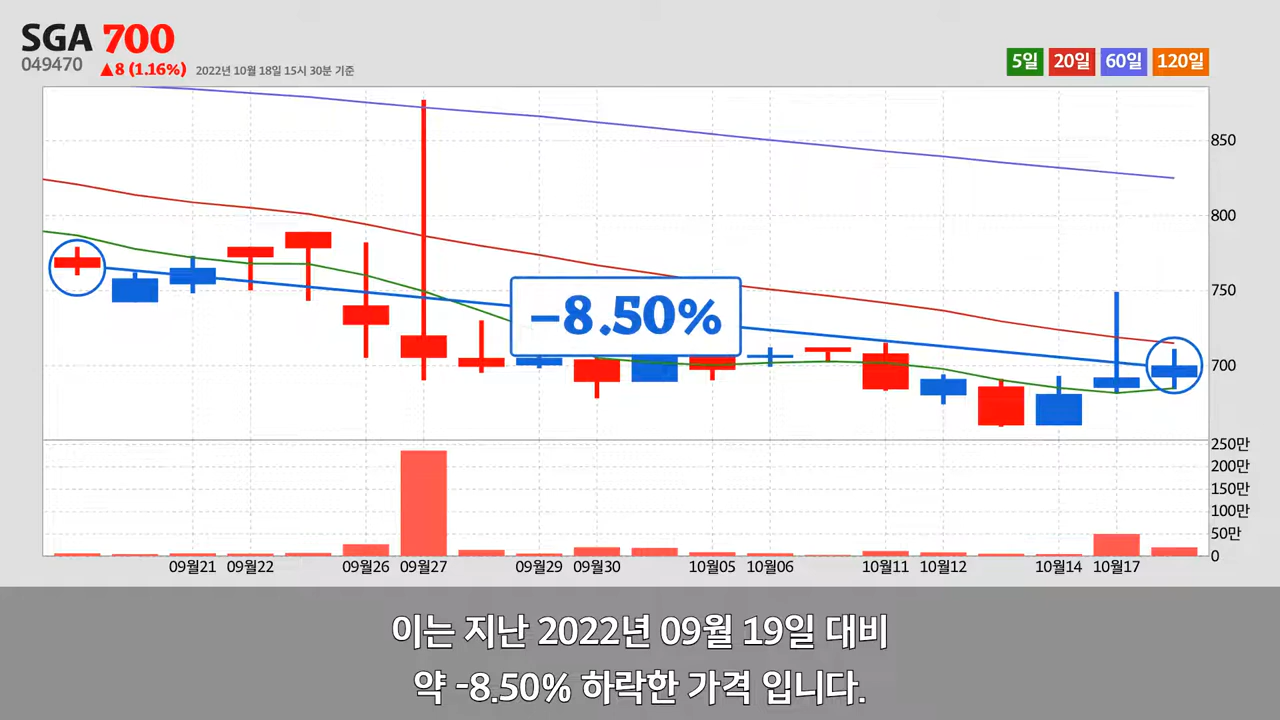 SGA 700
049470 ▲8 (1.16%) 2022년 10월 18일 15시 30분 기준
5일 20일 60일 120일
850
800
750
700
-8.50%
250만
200만
150만
100만
50만
0
09월21 09월22 09월26 09월27 09월29 09월30 10월05 10월06 10월11 10월12 10월14 10월17
이는 지난 2022년 09월 19일 대비
약 -8.50% 하락한 가격 입니다.